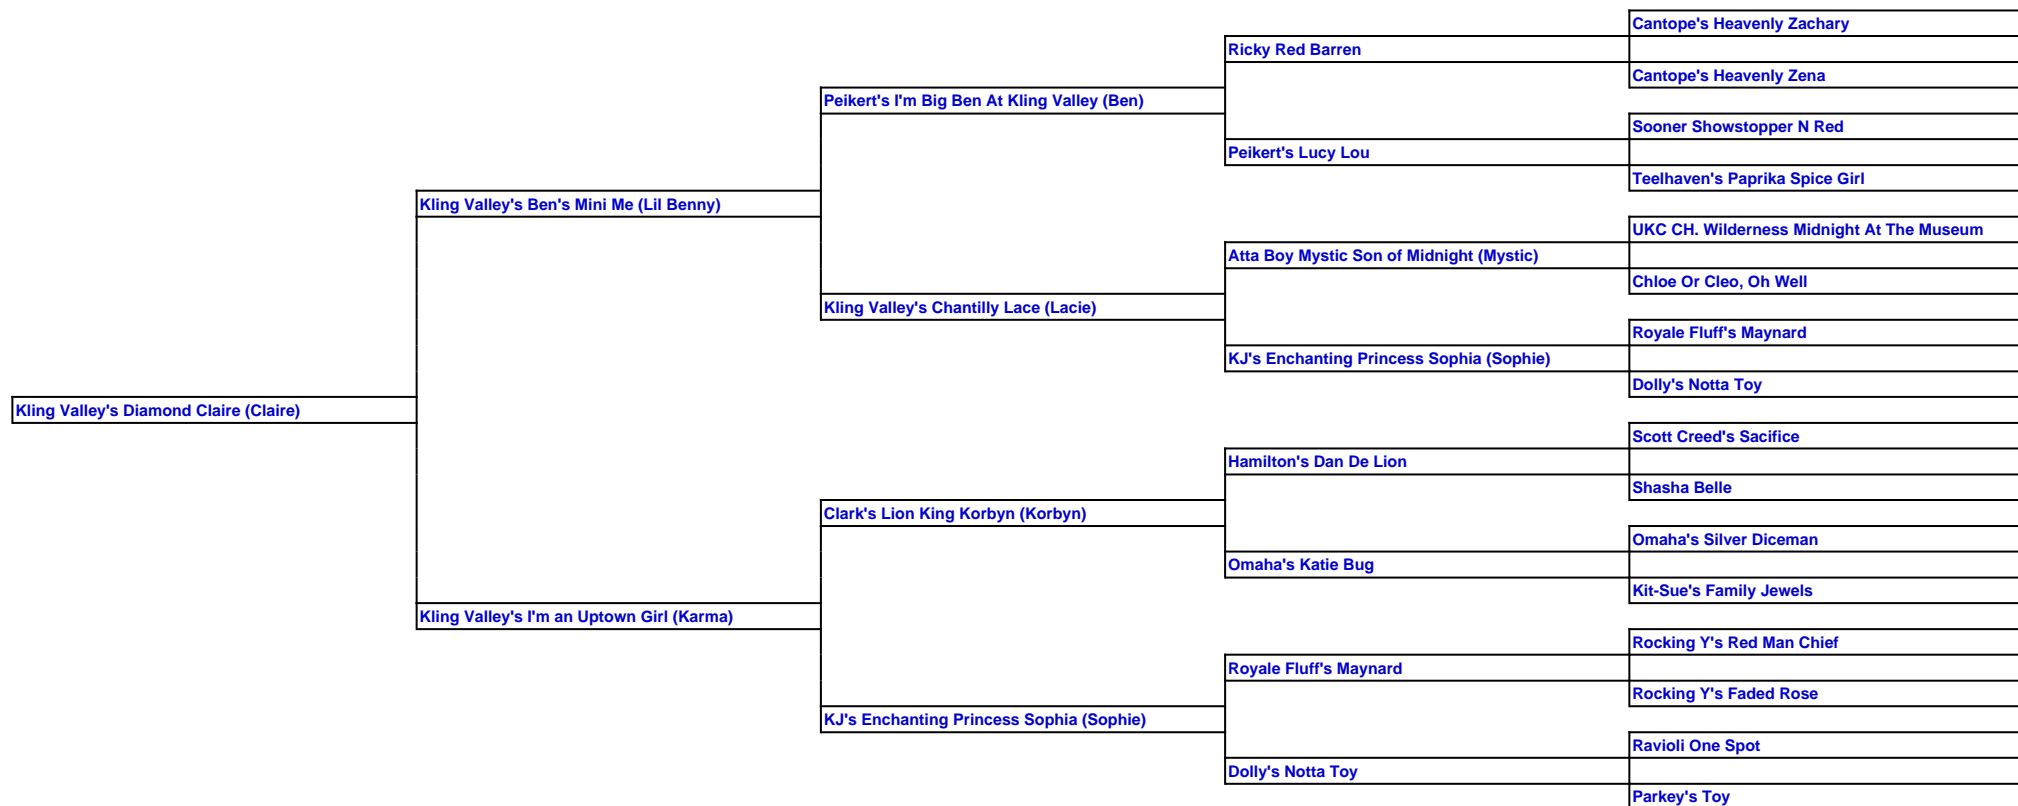 Cantope's Heavenly Zachary
Ricky Red Barren
Cantope's Heavenly Zena
Peikert's I'm Big Ben At Kling Valley (Ben)
Sooner Showstopper N Red
Peikert's Lucy Lou
Teelhaven's Paprika Spice Girl
Kling Valley's Ben's Mini Me (Lil Benny)
UKC CH. Wilderness Midnight At The Museum
Atta Boy Mystic Son of Midnight (Mystic)
Chloe Or Cleo, Oh Well
Kling Valley's Chantilly Lace (Lacie)
Royale Fluff's Maynard
KJ's Enchanting Princess Sophia (Sophie)
Dolly's Notta Toy
Kling Valley's Diamond Claire (Claire)
Scott Creed's Sacifice
Hamilton's Dan De Lion
Shasha Belle
Clark's Lion King Korbyn (Korbyn)
Omaha's Silver Diceman
Omaha's Katie Bug
Kit-Sue's Family Jewels
Kling Valley's I'm an Uptown Girl (Karma)
Rocking Y's Red Man Chief
Royale Fluff's Maynard
Rocking Y's Faded Rose
KJ's Enchanting Princess Sophia (Sophie)
Ravioli One Spot
Dolly's Notta Toy
Parkey's Toy